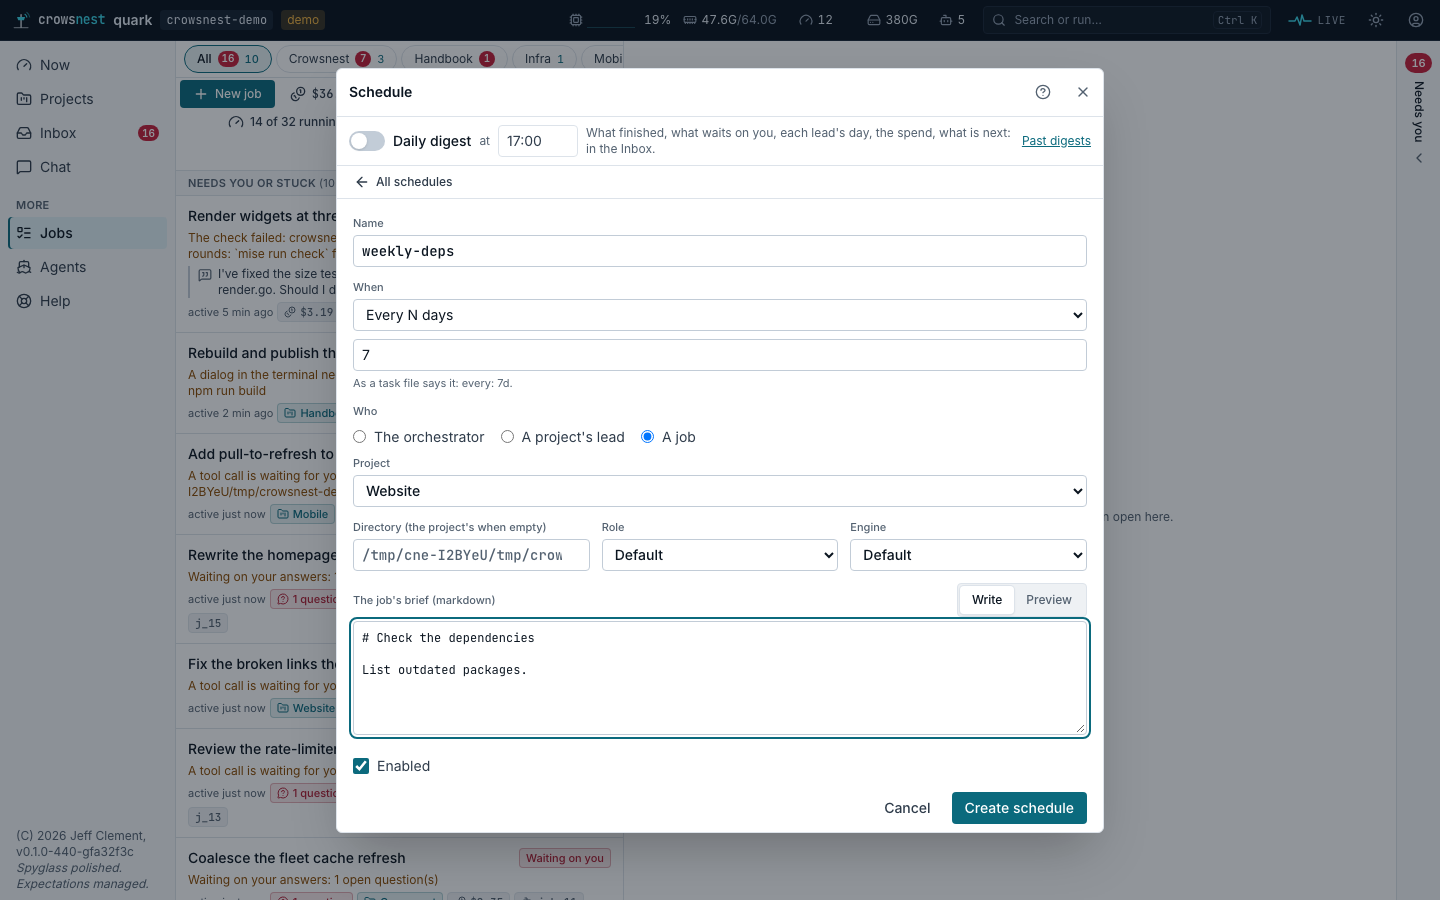 crowsnest quark crowsnest-demo demo 19% 47.6G/64.0G 12 380G 5 Search or run... Ctrl K LIVE
Now
Projects
Inbox 16
Chat
MORE
Jobs
Agents
Help
(C) 2026 Jeff Clement,
v0.1.0-440-gfa32f3c
Spyglass polished.
Expectations managed.
All 16 10 Crowsnest 7 3 Handbook 1 Infra 1 Mobi
New job $36
14 of 32 runnin
NEEDS YOU OR STUCK (10
Render widgets at thre
The check failed: crowsne
rounds: `mise run check` f
I've fixed the size tes
render.go. Should I d
active 5 min ago $3.19
Rebuild and publish th
A dialog in the terminal ne
npm run build
active 2 min ago Handb
Add pull-to-refresh to
A tool call is waiting for yo
I2BYeU/tmp/crowsnest-de
active just now Mobile
Rewrite the homepage
Waiting on your answers:
active just now 1 questio
j_15
Fix the broken links the
A tool call is waiting for yo
active just now Website
Review the rate-limiter
A tool call is waiting for yo
active just now 1 questio
j_13
Coalesce the fleet cache refresh Waiting on you
Waiting on your answers: 1 open question(s)
Schedule
Daily digest at 17:00
What finished, what waits on you, each lead's day, the spend, what is next:
in the Inbox.
Past digests
All schedules
Name
weekly-deps
When
Every N days
7
As a task file says it: every: 7d.
Who
The orchestrator A project's lead A job
Project
Website
Directory (the project's when empty) Role Engine
/tmp/cne-I2BYeU/tmp/crow Default Default
The job's brief (markdown) Write Preview
# Check the dependencies
List outdated packages.
Enabled
Cancel Create schedule
n open here.
16
Needs you